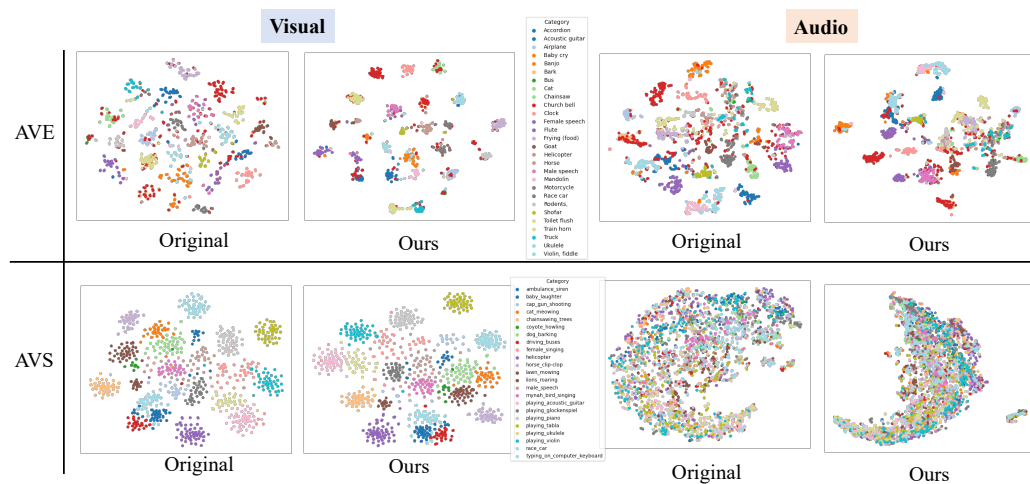 Visual
Audio
AVE
Category
Accordion
Acoustic guitar
Airplane
Baby cry
Banjo
Bark
Bus
Cat
Chainsaw
Church bell
Clock
Female speech
Flute
Frying (food)
Goat
Helicopter
Horse
Male speech
Mandolin
Motorcycle
Race car
Rodents,
Shofar
Toilet flush
Train horn
Truck
Ukulele
Violin, fiddle
Original
Ours
Original
Ours
AVS
Category
ambulance_siren
baby_laughter
cap_gun_shooting
cat_meowing
chainsawing_trees
coyote_howling
dog_barking
driving_buses
female_singing
helicopter
horse_clip-clop
lawn_mowing
lions_roaring
male_speech
mynah_bird_singing
playing_acoustic_guitar
playing_glockenspiel
playing_piano
playing_tabla
playing_ukulele
playing_violin
race_car
typing_on_computer_keyboard
Original
Ours
Original
Ours